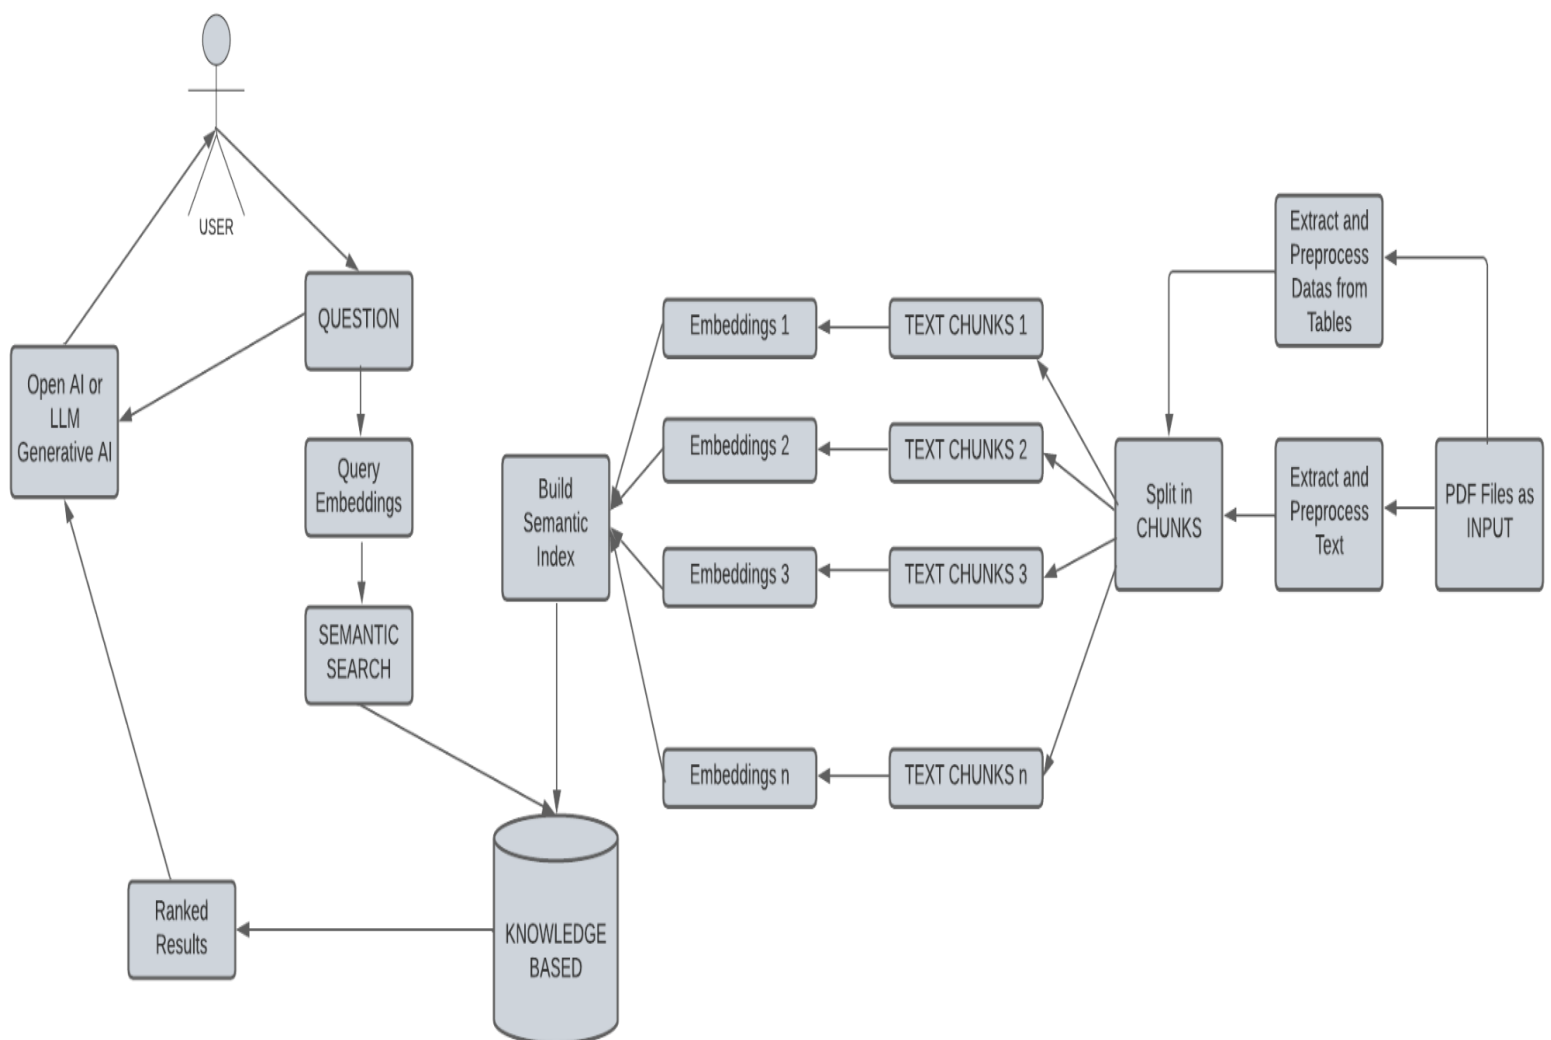 USER
QUESTION
Open AI or
LLM
Generative AI
Query
Embeddings
SEMANTIC
SEARCH
Ranked
Results
KNOWLEDGE
BASED
Build
Semantic
Index
Embeddings 1
Embeddings 2
Embeddings 3
Embeddings n
TEXT CHUNKS 1
TEXT CHUNKS 2
TEXT CHUNKS 3
TEXT CHUNKS n
Split in
CHUNKS
Extract and
Preprocess
Datas from
Tables
Extract and
Preprocess
Text
PDF Files as
INPUT